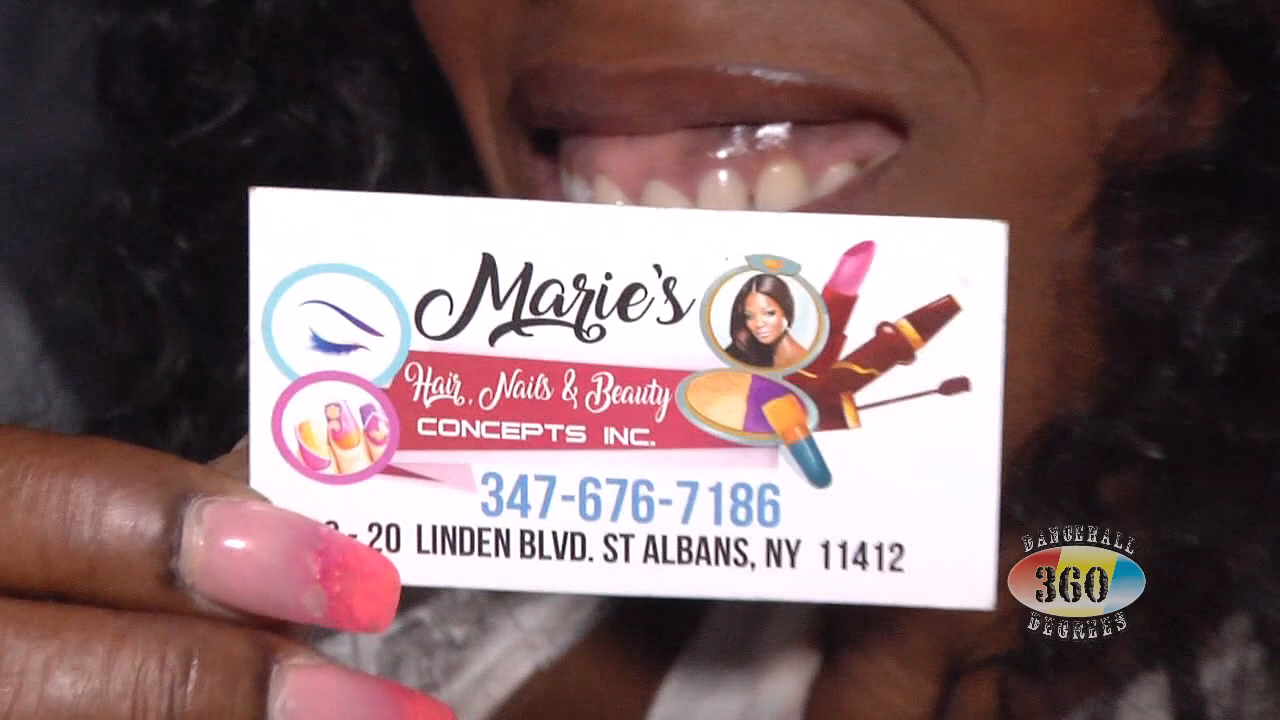 Marie's
Hair, Nails & Beauty
CONCEPTS INC.
347-676-7186
- 20 LINDEN BLVD. ST ALBANS, NY 11412
DANCEHALL
360
DEGREES